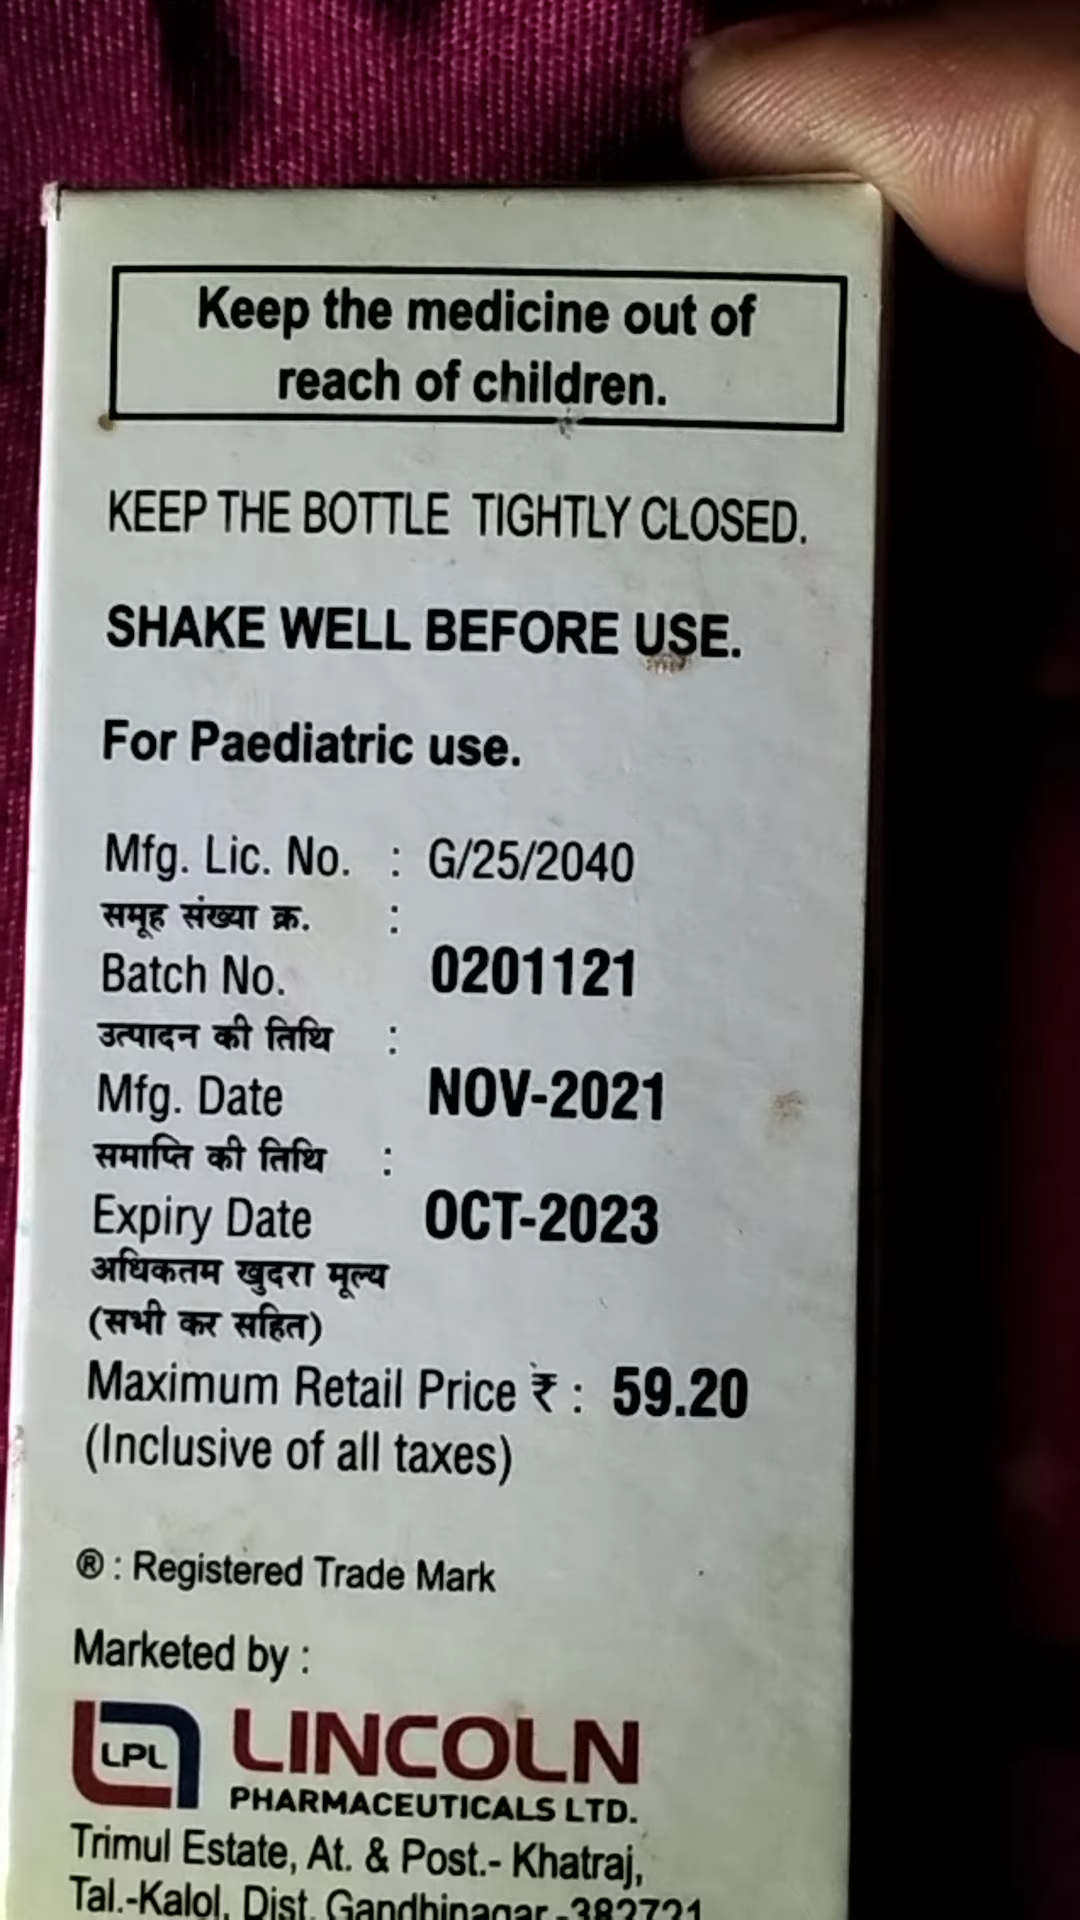 Keep the medicine out of
reach of children.
KEEP THE BOTTLE TIGHTLY CLOSED.
SHAKE WELL BEFORE USE.
For Paediatric use.
Mfg. Lic. No. : G/25/2040
समूह संख्या क्र. :
Batch No. 0201121
उत्पादन की तिथि :
Mfg. Date NOV-2021
समाप्ति की तिथि :
Expiry Date OCT-2023
अधिकतम खुदरा मूल्य
(सभी कर सहित)
Maximum Retail Price ₹ : 59.20
(Inclusive of all taxes)
® : Registered Trade Mark
Marketed by :
LPL LINCOLN
PHARMACEUTICALS LTD.
Trimul Estate, At. & Post.- Khatraj,
Tal.-Kalol, Dist. Gandhinagar -382721